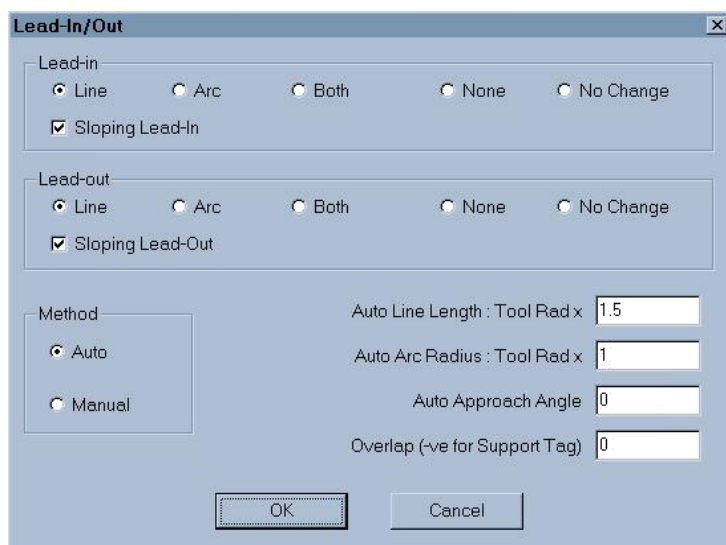 Lead-In/Out
Lead-in
Line Arc Both None No Change
Sloping Lead-In
Lead-out
Line Arc Both None No Change
Sloping Lead-Out
Method
Auto
Manual
Auto Line Length : Tool Rad x 1.5
Auto Arc Radius : Tool Rad x 1
Auto Approach Angle 0
Overlap (-ve for Support Tag) 0
OK Cancel